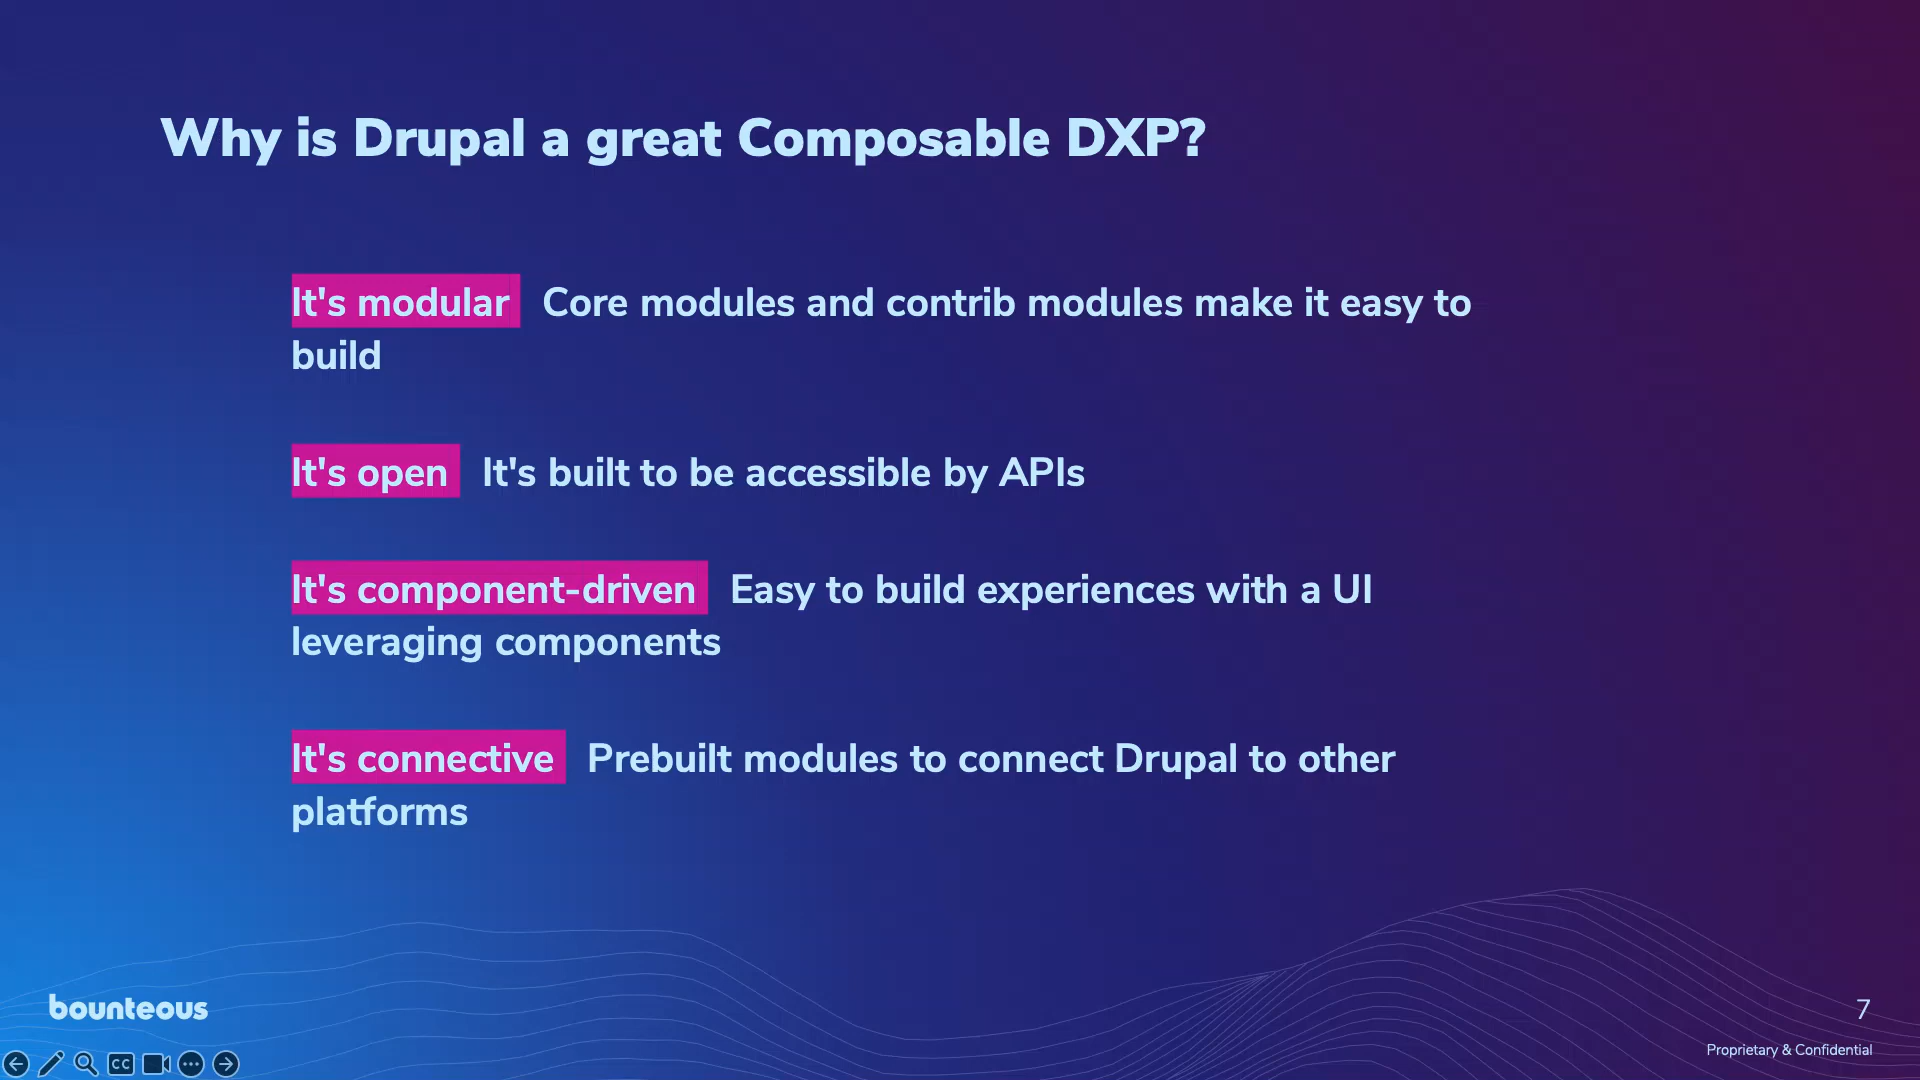 Why is Drupal a great Composable DXP?
It's modular Core modules and contrib modules make it easy to
build
It's open It's built to be accessible by APIs
It's component-driven Easy to build experiences with a UI
leveraging components
It's connective Prebuilt modules to connect Drupal to other
platforms
bounteous
7
Proprietary & Confidential
CC